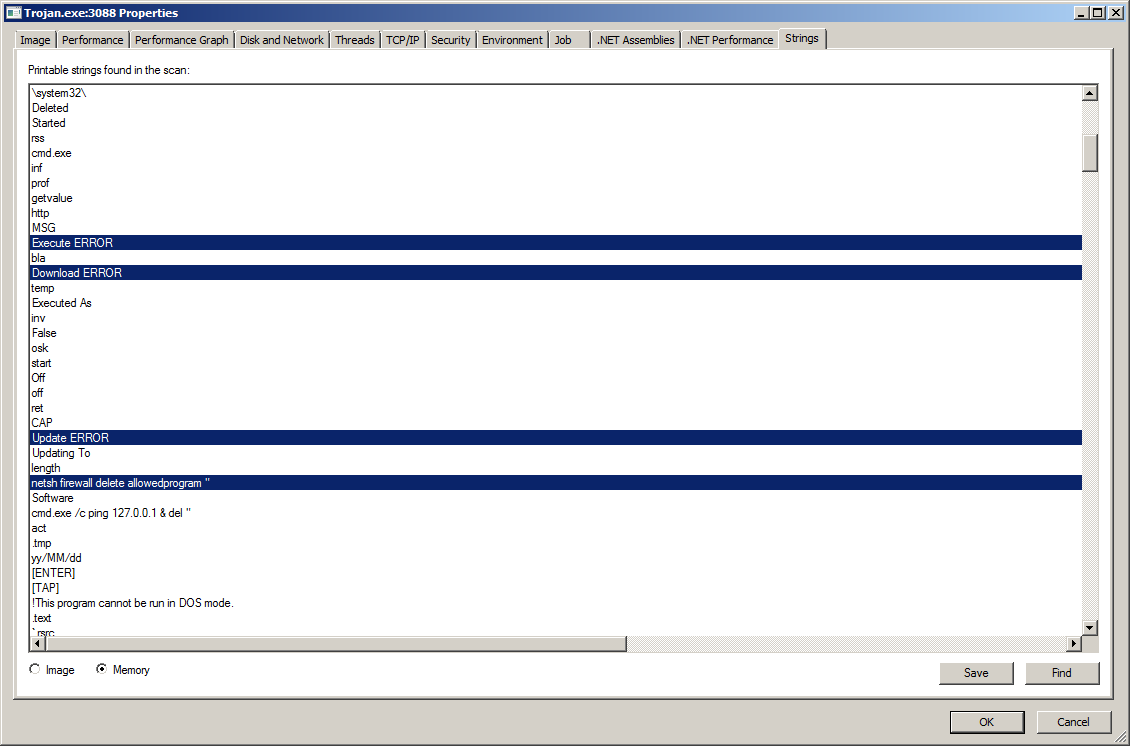 Trojan.exe:3088 Properties
Image Performance Performance Graph Disk and Network Threads TCP/IP Security Environment Job .NET Assemblies .NET Performance Strings
Printable strings found in the scan:
\system32\
Deleted
Started
rss
cmd.exe
inf
prof
getvalue
http
MSG
Execute ERROR
bla
Download ERROR
temp
Executed As
inv
False
osk
start
Off
off
ret
CAP
Update ERROR
Updating To
length
netsh firewall delete allowedprogram "
Software
cmd.exe /c ping 127.0.0.1 & del "
act
.tmp
yy/MM/dd
[ENTER]
[TAP]
!This program cannot be run in DOS mode.
.text
`.rsrc
Image Memory Save Find
OK Cancel